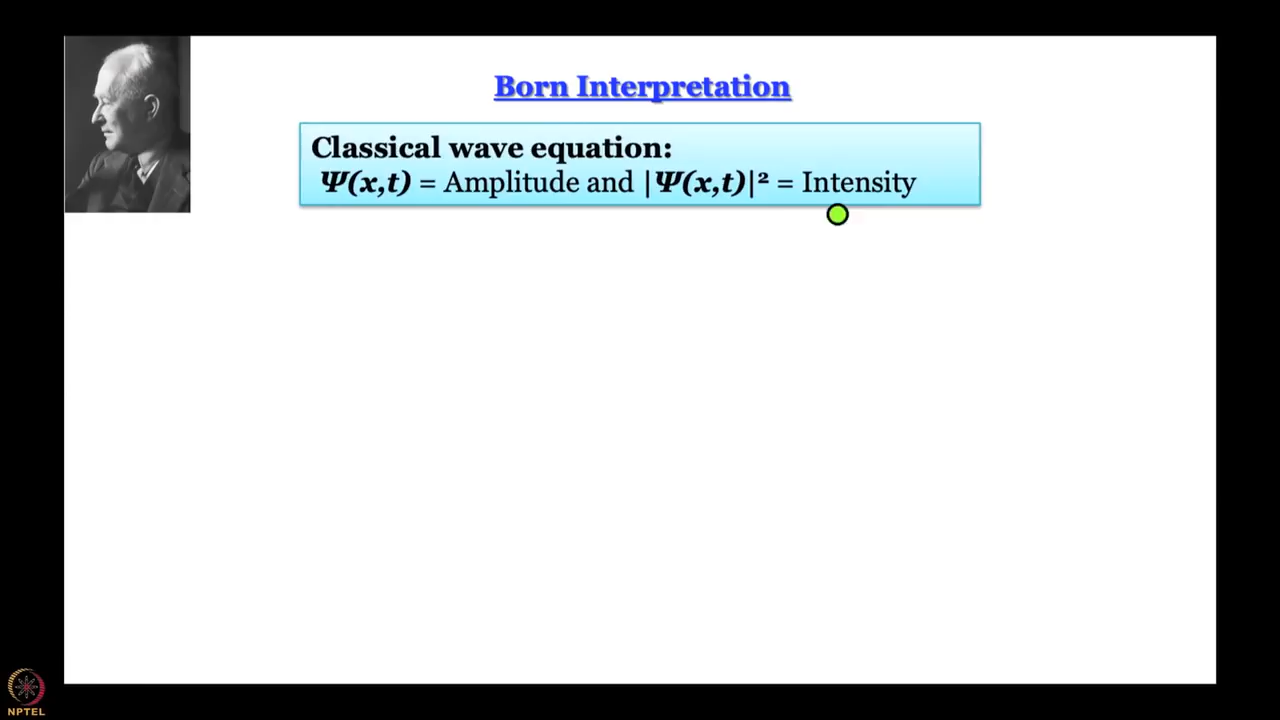 Born Interpretation
Classical wave equation:
Ψ(x,t) = Amplitude and |Ψ(x,t)|² = Intensity
NPTEL